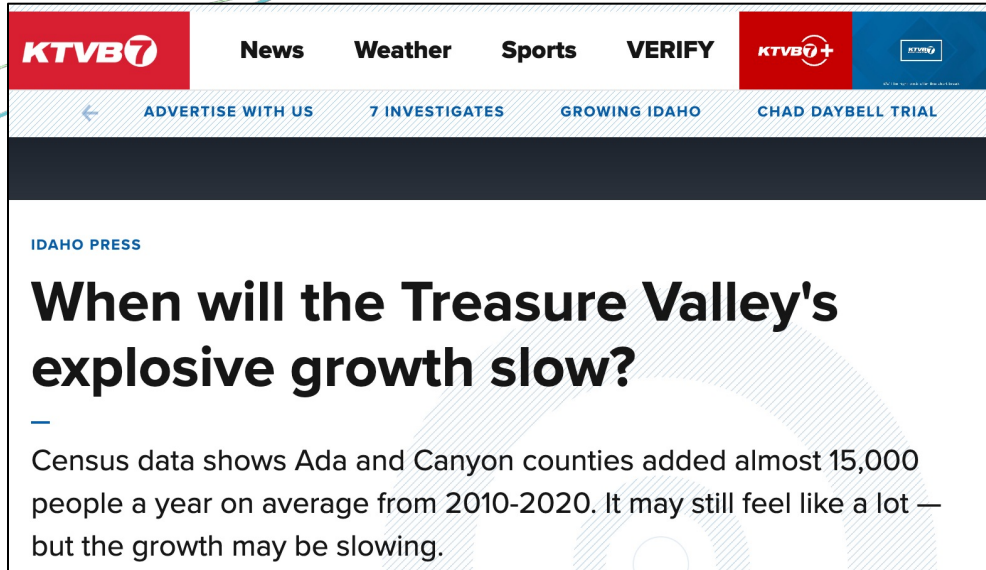 KTVB7 News Weather Sports VERIFY KTVB7+ KTVB7
← ADVERTISE WITH US 7 INVESTIGATES GROWING IDAHO CHAD DAYBELL TRIAL
IDAHO PRESS
When will the Treasure Valley's
explosive growth slow?
Census data shows Ada and Canyon counties added almost 15,000
people a year on average from 2010-2020. It may still feel like a lot —
but the growth may be slowing.